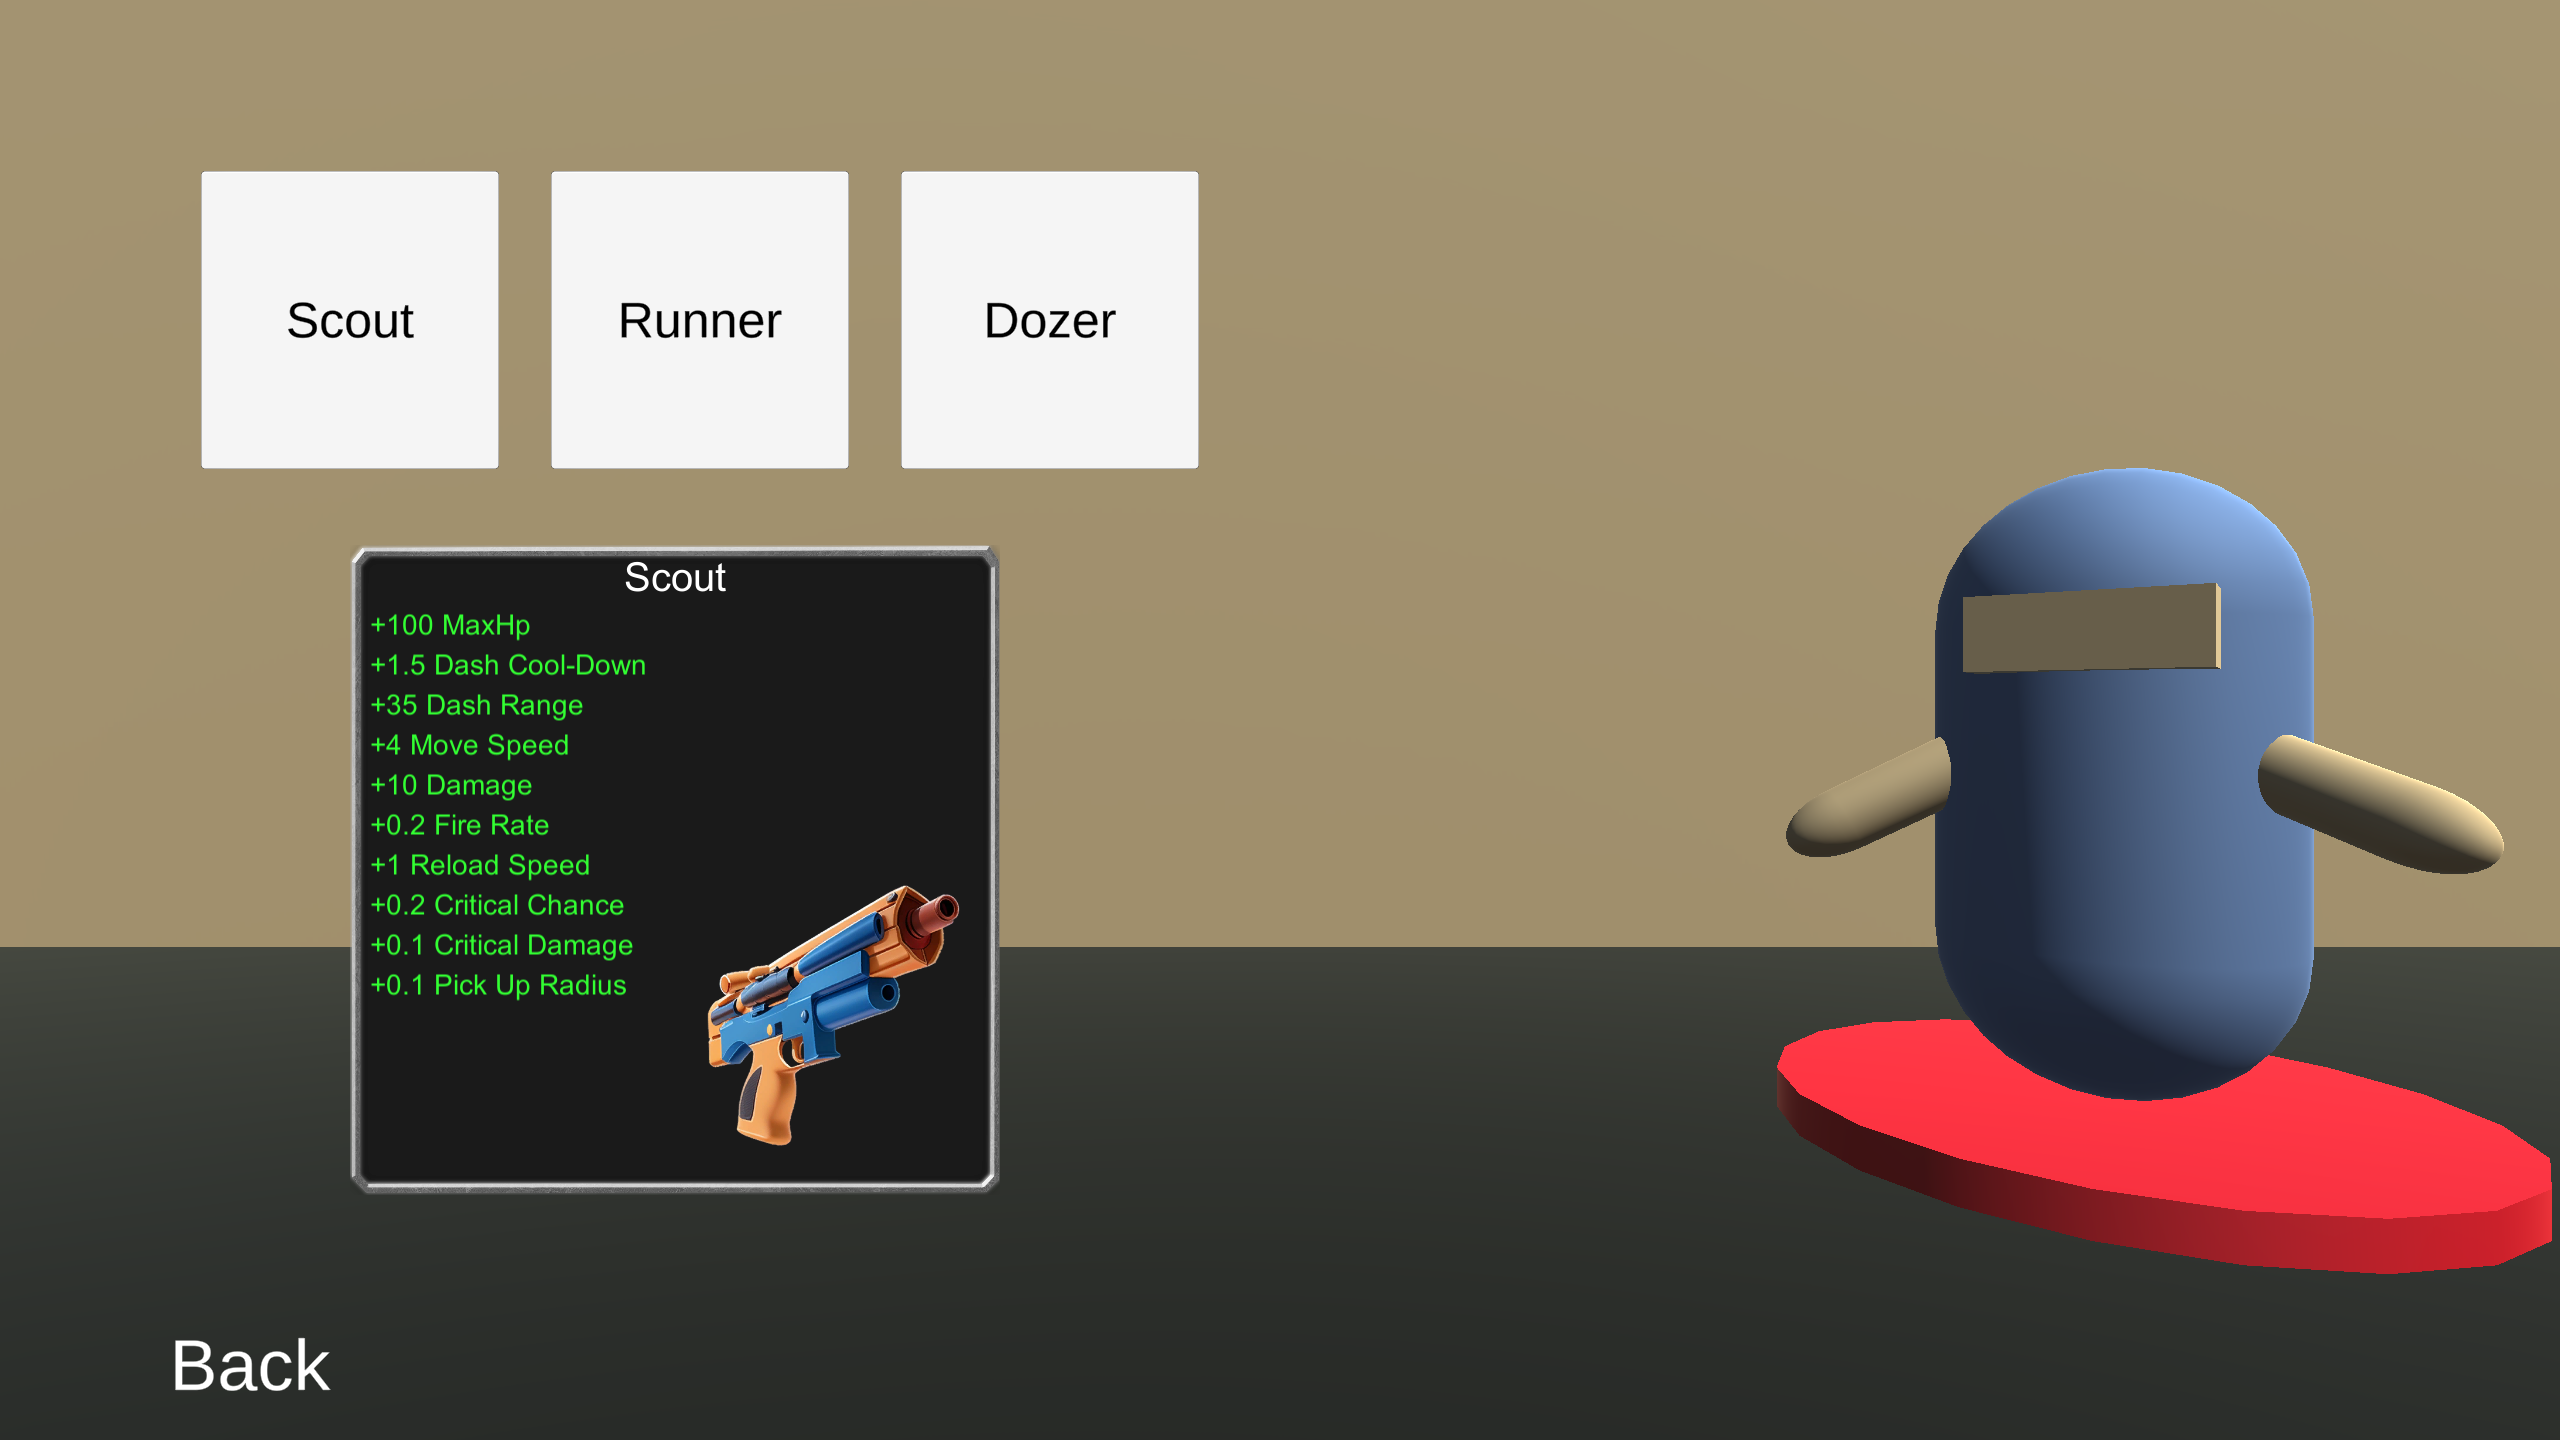 Scout
Runner
Dozer
Scout
+100 MaxHp
+1.5 Dash Cool-Down
+35 Dash Range
+4 Move Speed
+10 Damage
+0.2 Fire Rate
+1 Reload Speed
+0.2 Critical Chance
+0.1 Critical Damage
+0.1 Pick Up Radius
Back